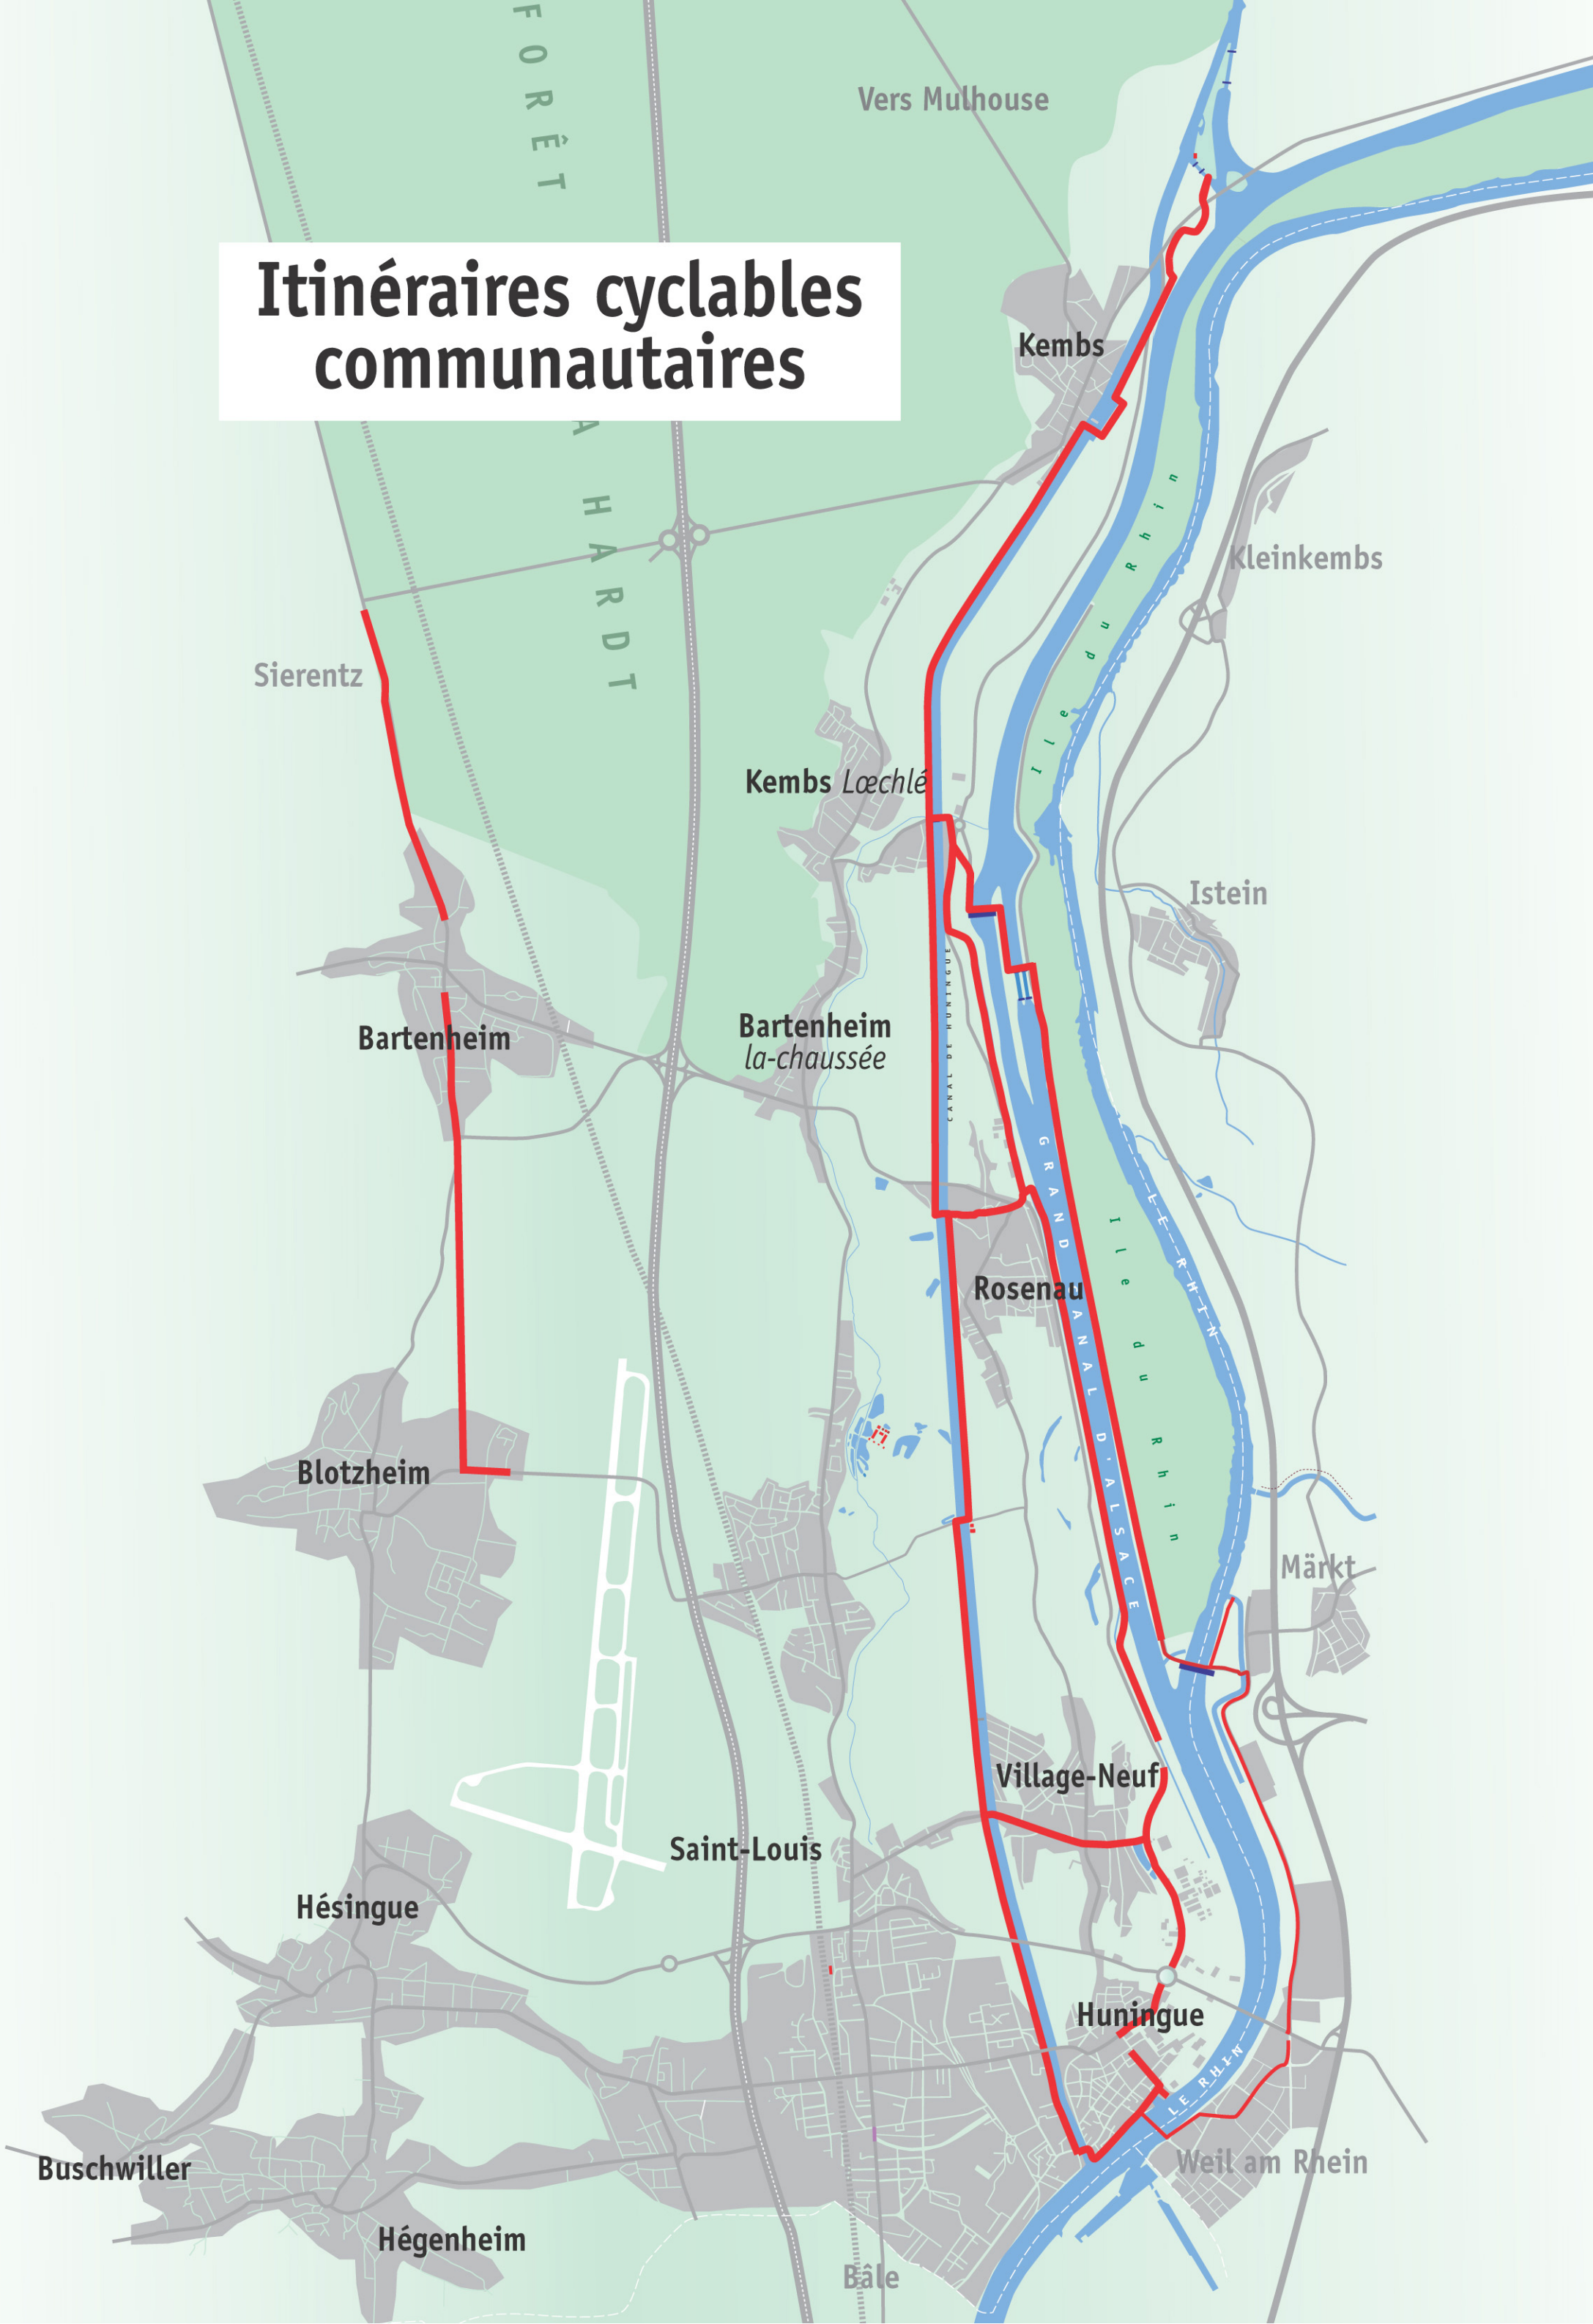 FORÊT
Vers Mulhouse
Itinéraires cyclables
communautaires
Kembs
A HARDT
Ile du Rhin
Kleinkembs
Sierentz
Kembs Lœchlé
Istein
Bartenheim
Bartenheim
la-chaussée
CANAL DE HUNINGUE
GRAND CANAL D'ALSACE
LE RHIN
Ile du Rhin
Rosenau
Blotzheim
Märkt
Village-Neuf
Saint-Louis
Hésingue
Huningue
LE RHIN
Weil am Rhein
Buschwiller
Hégenheim
Bâle